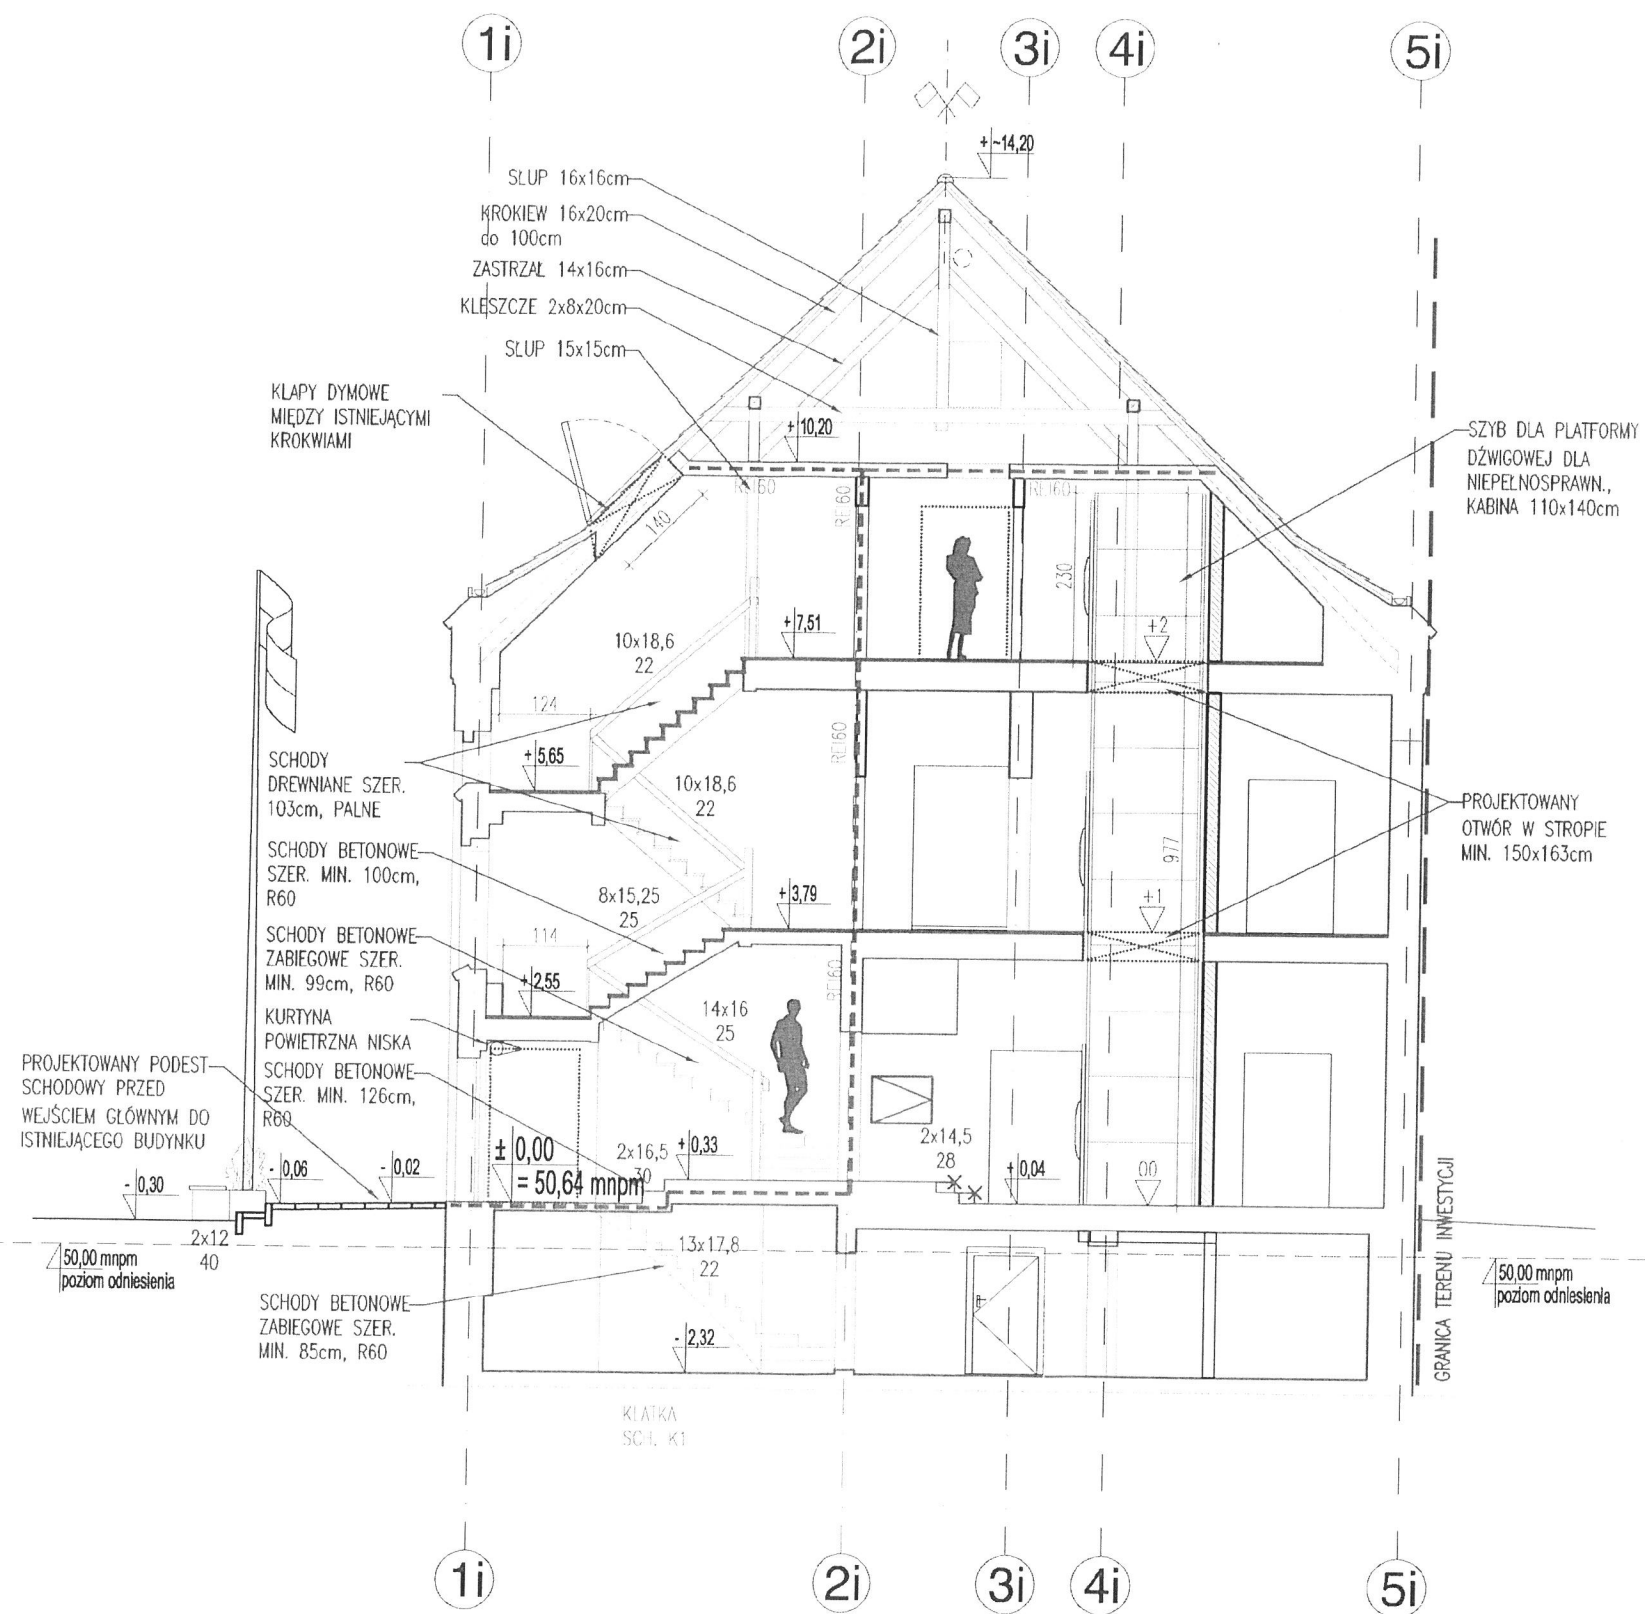 1i
2i
3i
4i
5i
+ ~14,20
SŁUP 16x16cm
KROKIEW 16x20cm
do 100cm
ZASTRZAŁ 14x16cm
KLESZCZE 2x8x20cm
SŁUP 15x15cm
KLAPY DYMOWE
MIĘDZY ISTNIEJĄCYMI
KROKWIAMI
+ 10,20
SZYB DLA PLATFORMY
DŹWIGOWEJ DLA
NIEPEŁNOSPRAWN.,
KABINA 110x140cm
REI60
REI60
REI60
140
230
+ 7,51
+2
10x18,6
22
124
+ 5,65
REI60
SCHODY
DREWNIANE SZER.
103cm, PALNE
10x18,6
22
PROJEKTOWANY
OTWÓR W STROPIE
MIN. 150x163cm
977
SCHODY BETONOWE
SZER. MIN. 100cm,
R60
8x15,25
25
+ 3,79
+1
SCHODY BETONOWE
ZABIEGOWE SZER.
MIN. 99cm, R60
114
+ 2,55
REI60
14x16
25
KURTYNA
POWIETRZNA NISKA
PROJEKTOWANY PODEST
SCHODOWY PRZED
WEJŚCIEM GŁÓWNYM DO
ISTNIEJĄCEGO BUDYNKU
SCHODY BETONOWE
SZER. MIN. 126cm,
R60
± 0,00
= 50,64 mnpm
2x16,5
30
+ 0,33
2x14,5
28
+ 0,04
00
- 0,30
- 0,06
- 0,02
2x12
40
50,00 mnpm
poziom odniesienia
13x17,8
22
50,00 mnpm
poziom odniesienia
GRANICA TERENU INWESTYCJI
SCHODY BETONOWE
ZABIEGOWE SZER.
MIN. 85cm, R60
- 2,32
KLATKA
SCH. K1
1i
2i
3i
4i
5i